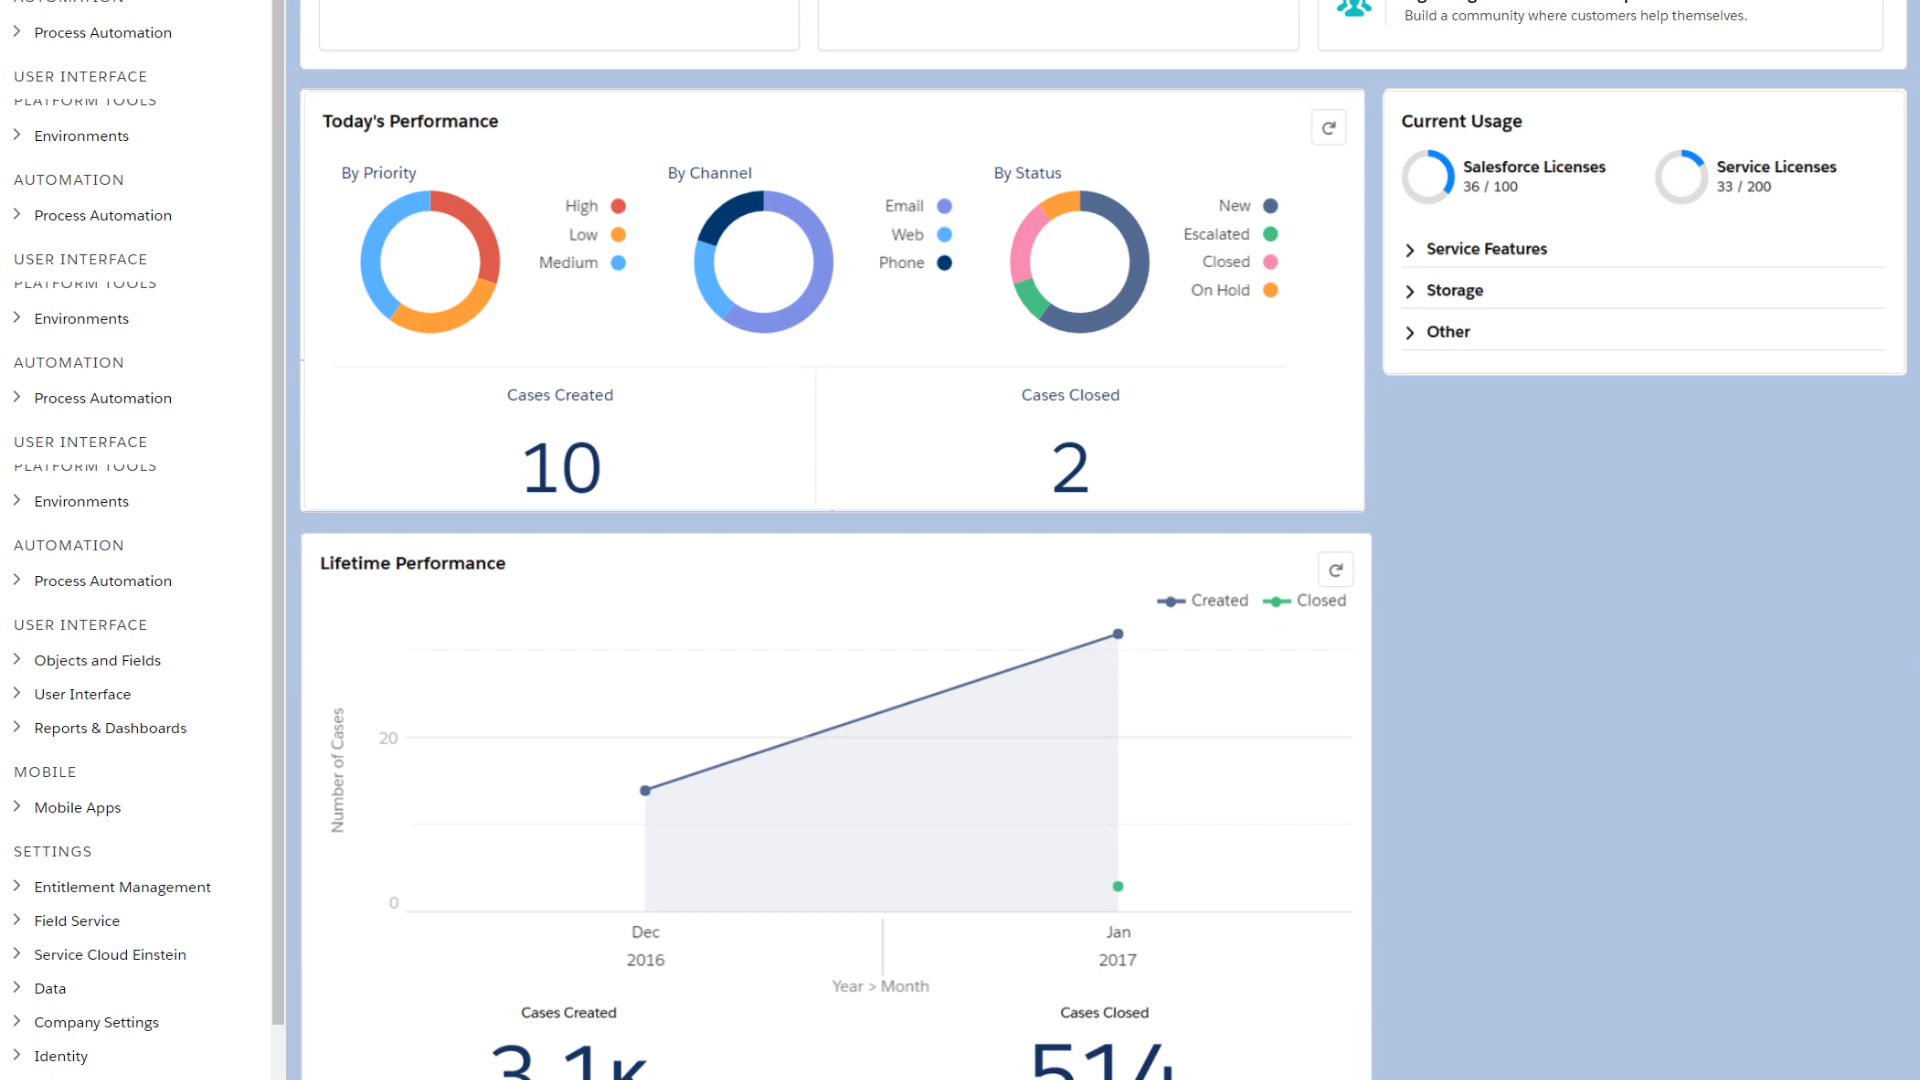 Process Automation
USER INTERFACE
PLATFORM TOOLS
Environments
AUTOMATION
Process Automation
USER INTERFACE
PLATFORM TOOLS
Environments
AUTOMATION
Process Automation
USER INTERFACE
PLATFORM TOOLS
Environments
AUTOMATION
Process Automation
USER INTERFACE
Objects and Fields
User Interface
Reports & Dashboards
MOBILE
Mobile Apps
SETTINGS
Entitlement Management
Field Service
Service Cloud Einstein
Data
Company Settings
Identity
Build a community where customers help themselves.
Today's Performance
By Priority
High
Low
Medium
By Channel
Email
Web
Phone
By Status
New
Escalated
Closed
On Hold
Cases Created
10
Cases Closed
2
Current Usage
Salesforce Licenses
36 / 100
Service Licenses
33 / 200
Service Features
Storage
Other
Lifetime Performance
Created
Closed
Number of Cases
20
0
Dec
2016
Jan
2017
Year > Month
Cases Created
3.1K
Cases Closed
514